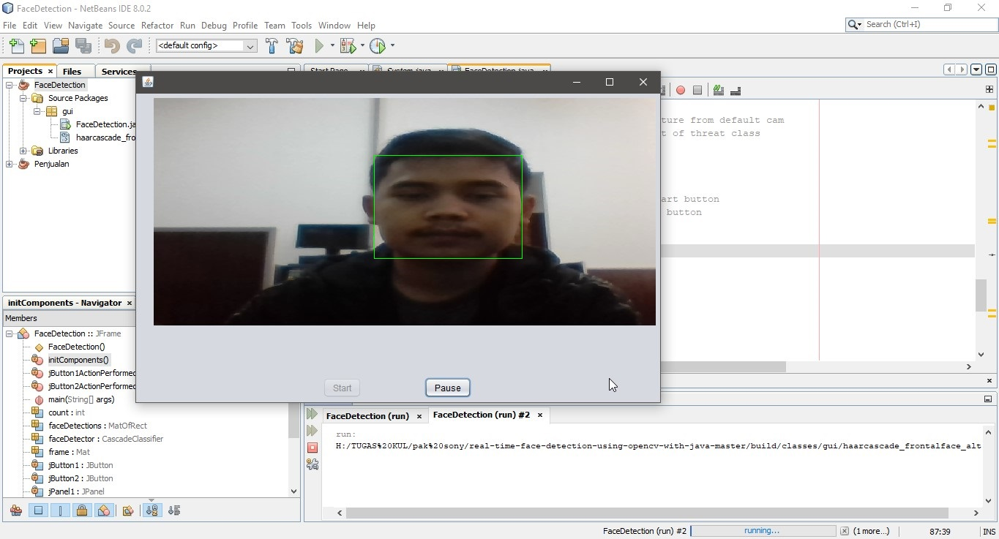 FaceDetection - NetBeans IDE 8.0.2
File Edit View Navigate Source Refactor Run Debug Profile Team Tools Window Help
Search (Ctrl+I)
<default config>
Projects × Files Services
FaceDetection
Source Packages
gui
FaceDetection.ja
haarcascade_fro
Libraries
Penjualan
Start Page System.java FaceDetection.java
ture from default cam
t of threat class
art button
button
Start Pause
initComponents - Navigator ×
Members
FaceDetection :: JFrame
FaceDetection()
initComponents()
jButton1ActionPerformed
jButton2ActionPerformed
main(String[] args)
count : int
faceDetections : MatOfRect
faceDetector : CascadeClassifier
frame : Mat
jButton1 : JButton
jButton2 : JButton
jPanel1 : JPanel
FaceDetection (run) × FaceDetection (run) #2 ×
run:
H:/TUGAS%20KUL/pak%20sony/real-time-face-detection-using-opencv-with-java-master/build/classes/gui/haarcascade_frontalface_alt
FaceDetection (run) #2 running... (1 more...) 87:39 INS